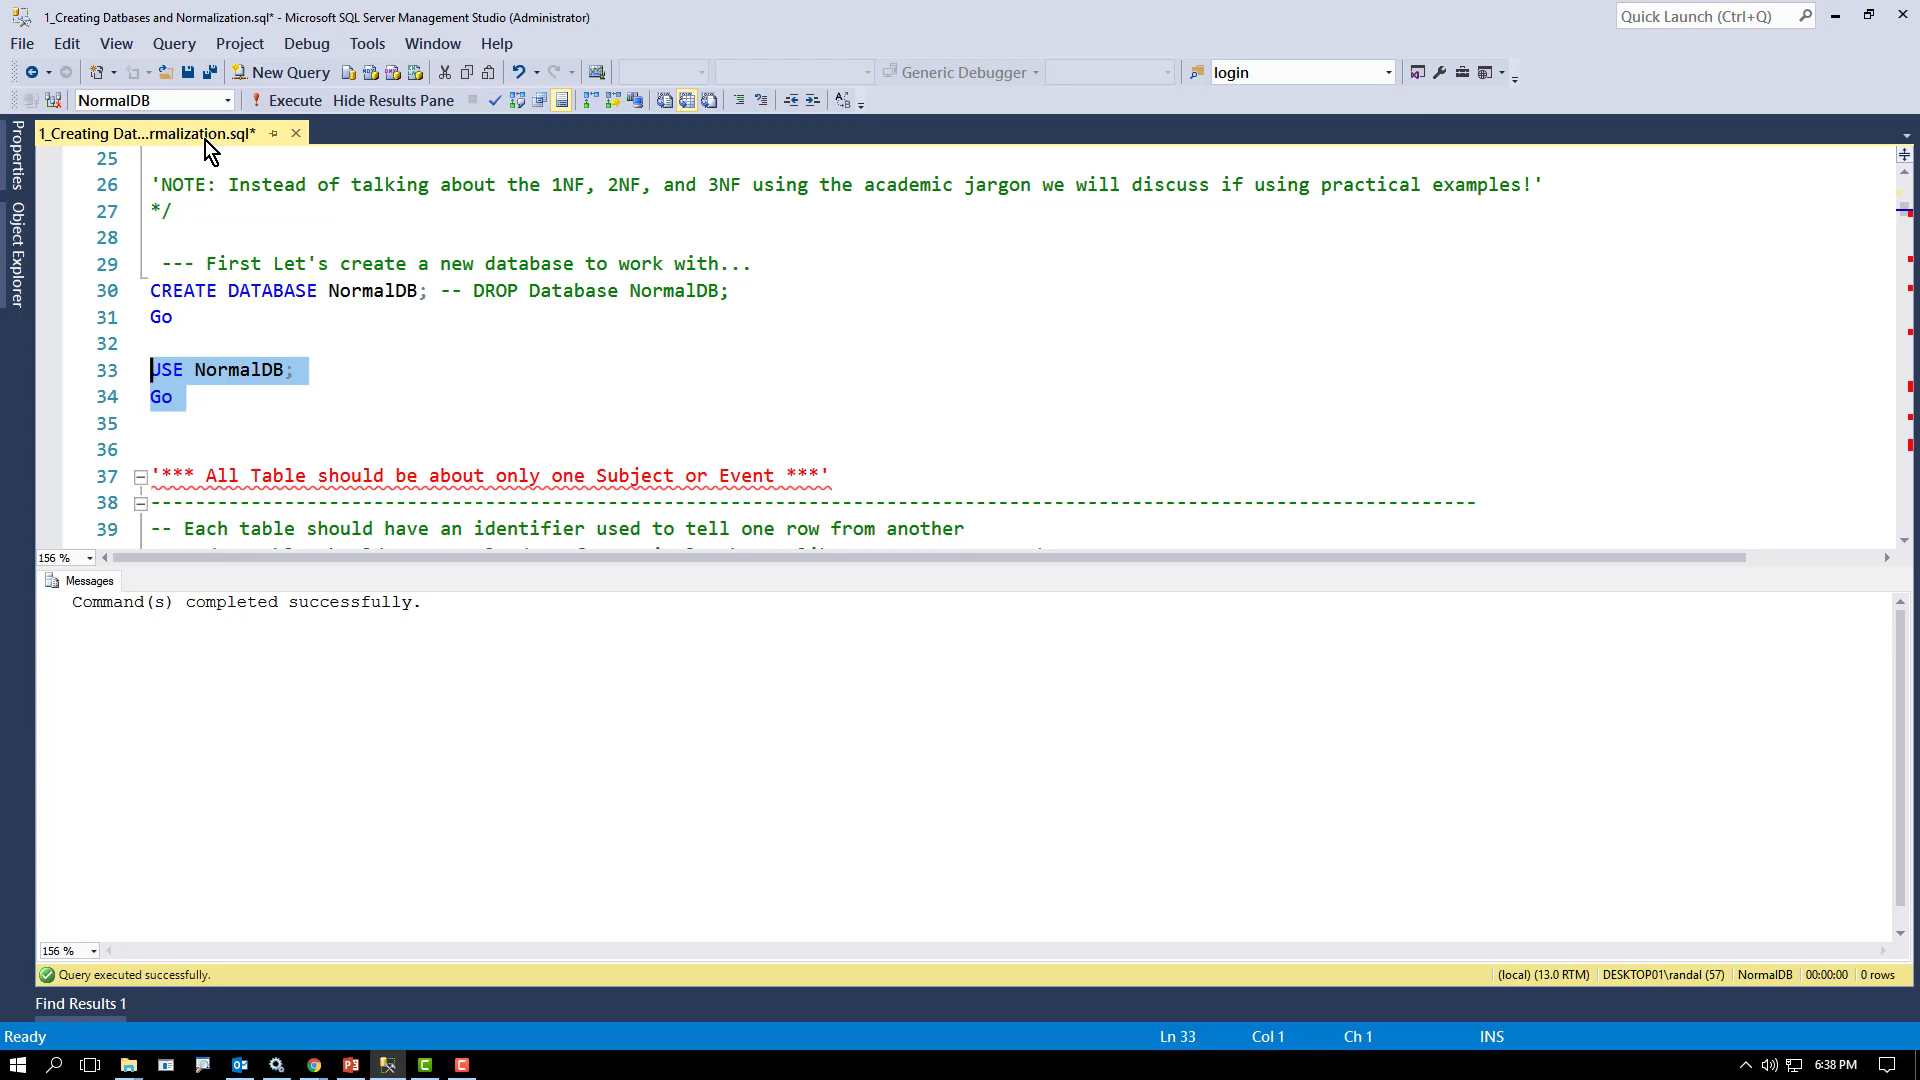 1_Creating Datbases and Normalization.sql* - Microsoft SQL Server Management Studio (Administrator)
Quick Launch (Ctrl+Q)
File Edit View Query Project Debug Tools Window Help
New Query Generic Debugger login
NormalDB Execute Hide Results Pane
1_Creating Dat...rmalization.sql*
Properties
Object Explorer
25
26 'NOTE: Instead of talking about the 1NF, 2NF, and 3NF using the academic jargon we will discuss if using practical examples!'
27 */
28
29 --- First Let's create a new database to work with...
30 CREATE DATABASE NormalDB; -- DROP Database NormalDB;
31 Go
32
33 USE NormalDB;
34 Go
35
36
37 '*** All Table should be about only one Subject or Event ***'
38 ----------------------------------------------------------------------------------------------------------------------
39 -- Each table should have an identifier used to tell one row from another
156 %
Messages
Command(s) completed successfully.
156 %
Query executed successfully. (local) (13.0 RTM) DESKTOP01\randal (57) NormalDB 00:00:00 0 rows
Find Results 1
Ready Ln 33 Col 1 Ch 1 INS
6:38 PM